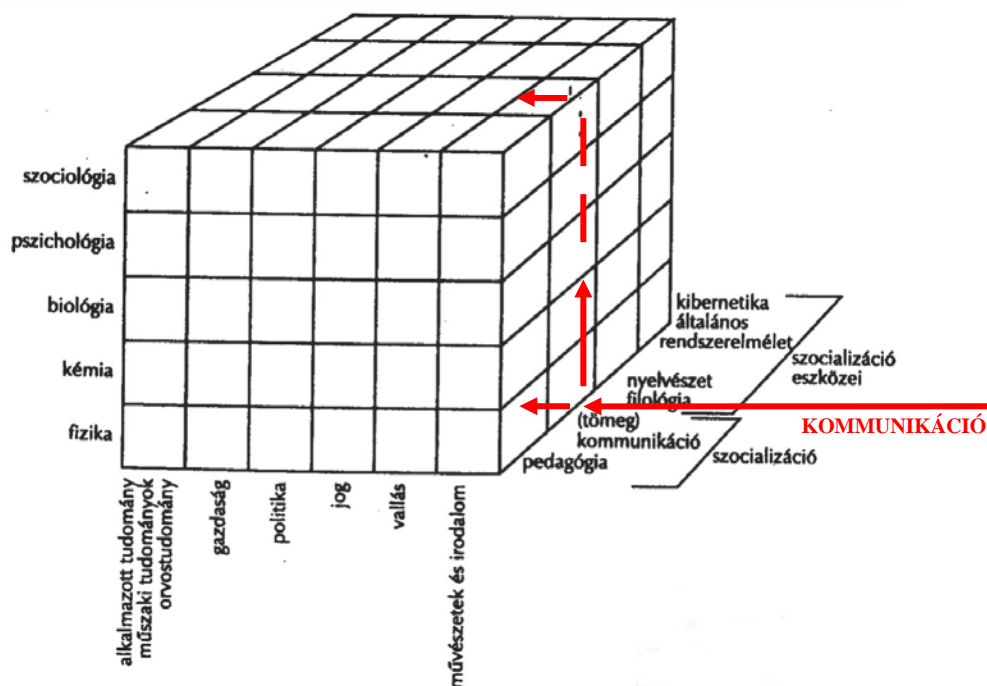 szociológia
pszichológia
biológia
kémia
fizika
kibernetika
általános
rendszerelmélet
szocializáció
eszközei
nyelvészet
filológia
(tömeg)
kommunikáció
KOMMUNIKÁCIÓ
pedagógia
szocializáció
alkalmazott tudomány
műszaki tudományok
orvostudomány
gazdaság
politika
jog
vallás
művészetek és irodalom